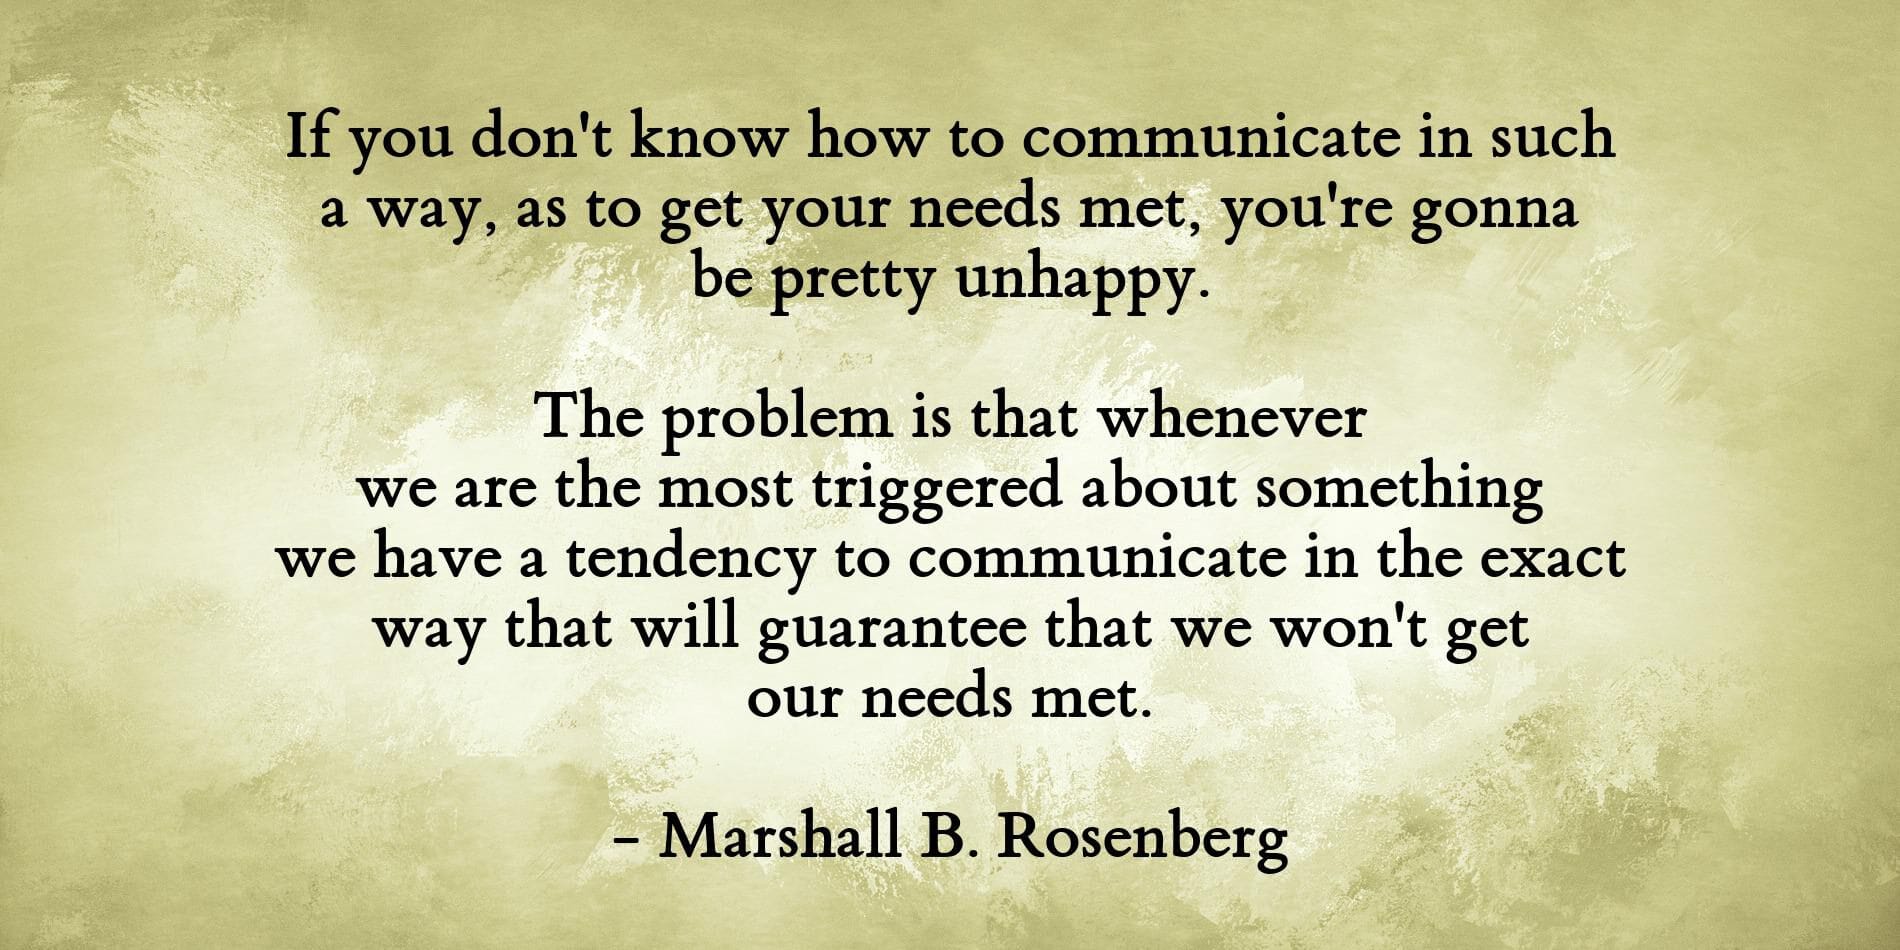 If you don't know how to communicate in such
a way, as to get your needs met, you're gonna
be pretty unhappy.
The problem is that whenever
we are the most triggered about something
we have a tendency to communicate in the exact
way that will guarantee that we won't get
our needs met.
- Marshall B. Rosenberg